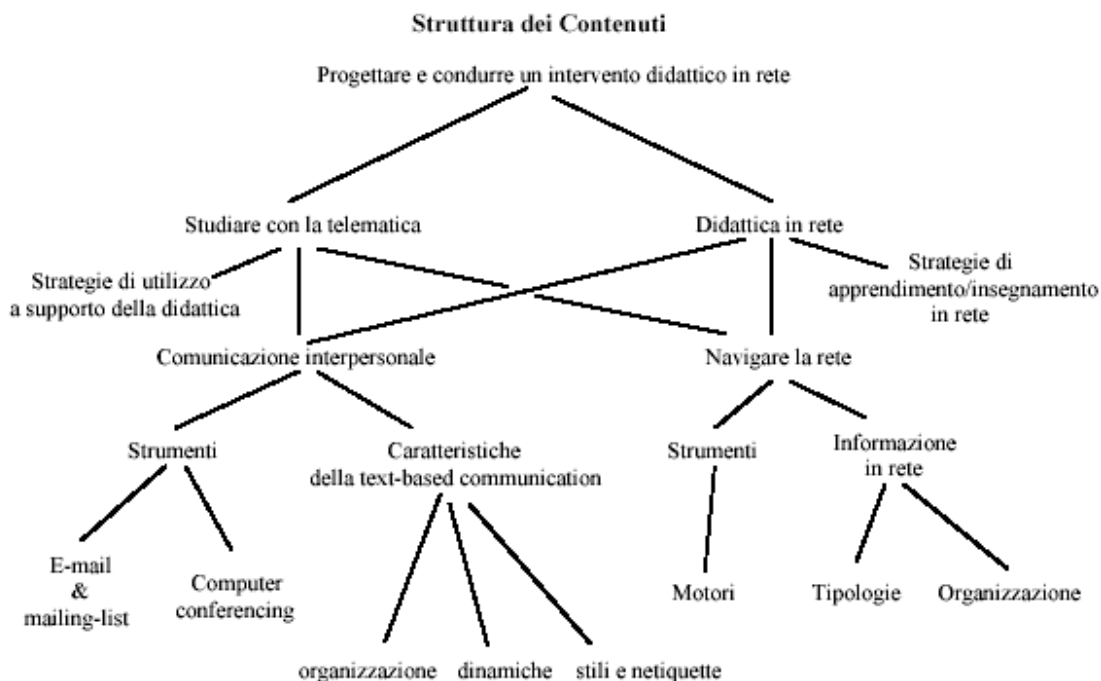 Struttura dei Contenuti
Progettare e condurre un intervento didattico in rete
Studiare con la telematica
Didattica in rete
Strategie di utilizzo
a supporto della didattica
Strategie di
apprendimento/insegnamento
in rete
Comunicazione interpersonale
Navigare la rete
Strumenti
Caratteristiche
della text-based communication
Strumenti
Informazione
in rete
E-mail
&
mailing-list
Computer
conferencing
Motori
Tipologie
Organizzazione
organizzazione
dinamiche
stili e netiquette